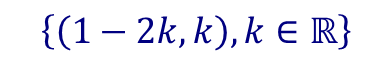 {(1 − 2k, k), k ∈ ℝ}